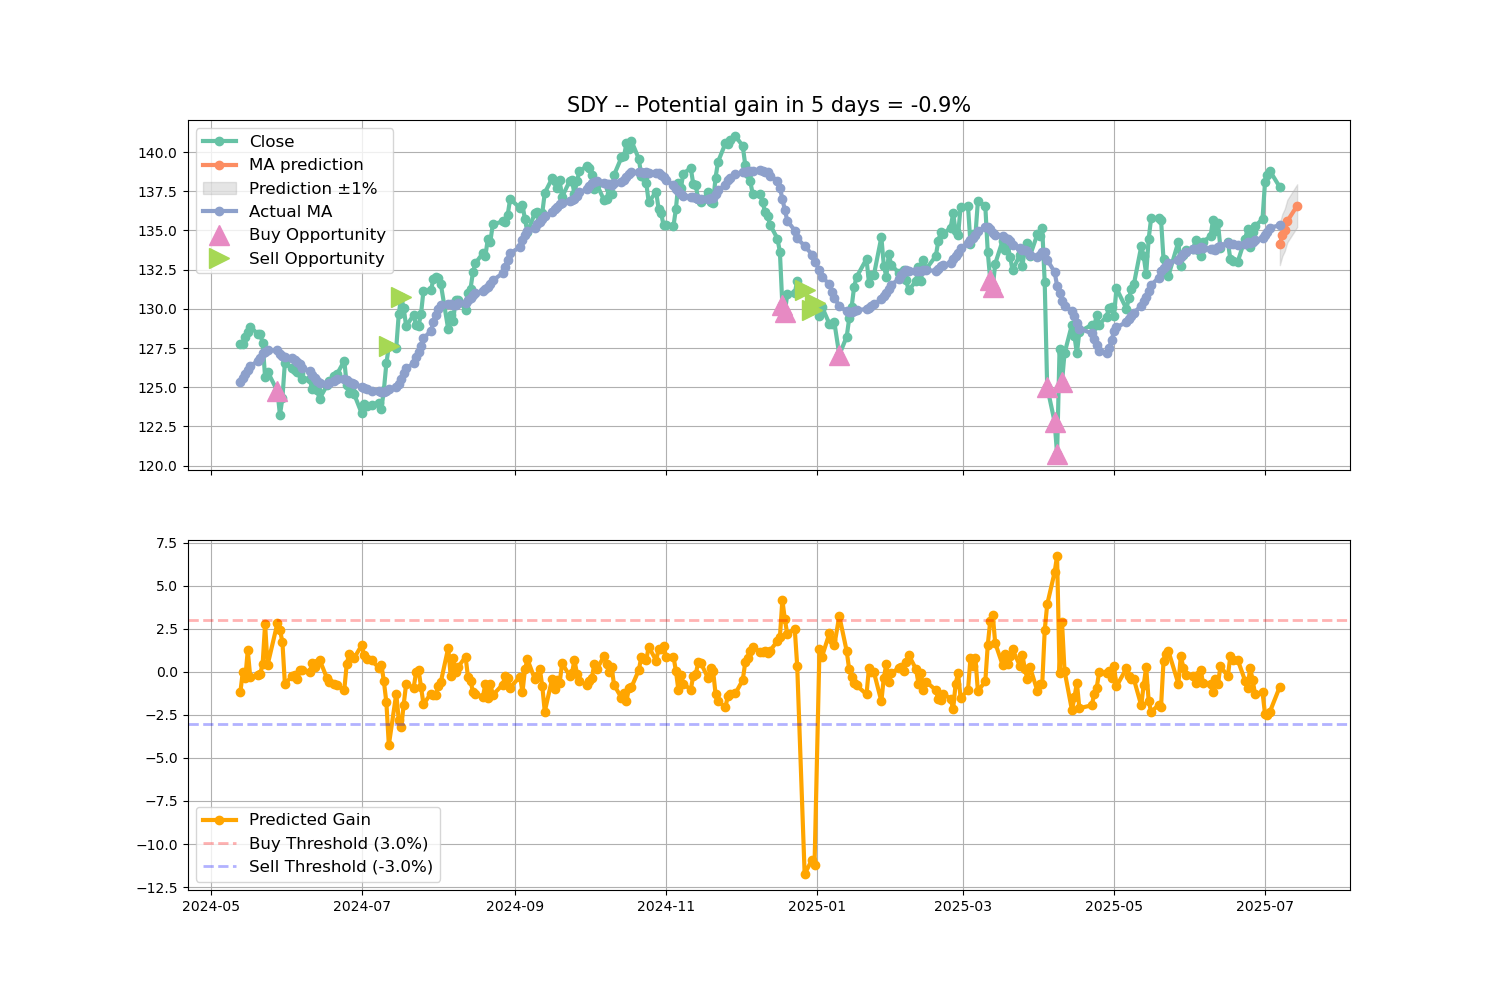 SDY -- Potential gain in 5 days = -0.9%
Close
MA prediction
Prediction ±1%
Actual MA
Buy Opportunity
Sell Opportunity
140.0
137.5
135.0
132.5
130.0
127.5
125.0
122.5
120.0
7.5
5.0
2.5
0.0
−2.5
−5.0
−7.5
−10.0
−12.5
Predicted Gain
Buy Threshold (3.0%)
Sell Threshold (-3.0%)
2024-05 2024-07 2024-09 2024-11 2025-01 2025-03 2025-05 2025-07